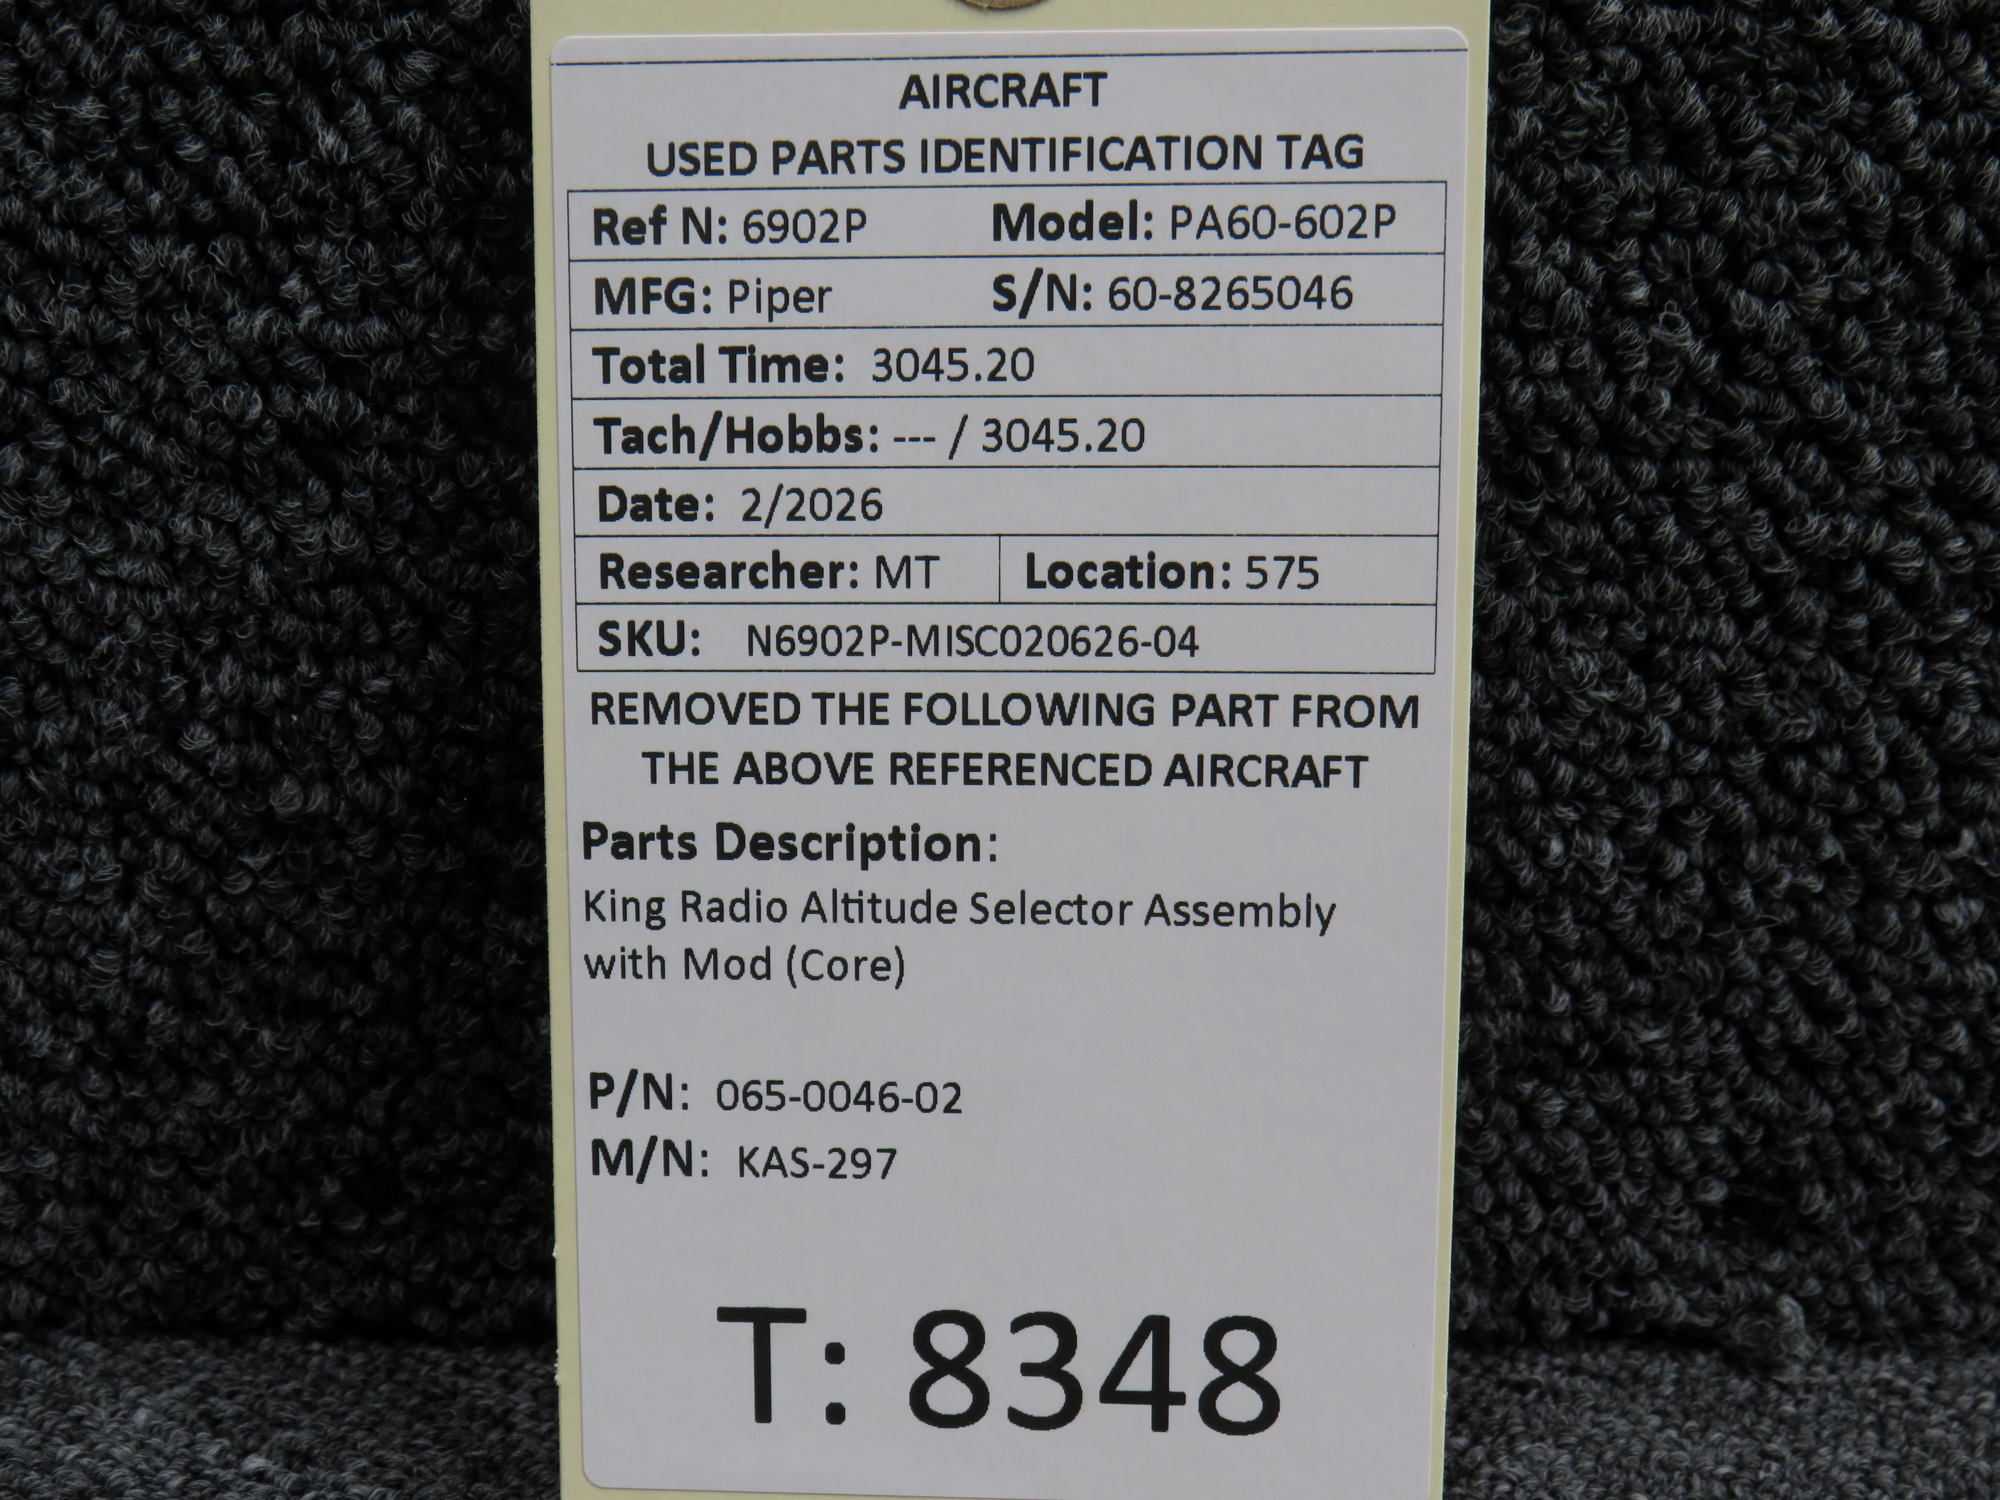 AIRCRAFT
USED PARTS IDENTIFICATION TAG
Ref N: 6902P Model: PA60-602P
MFG: Piper S/N: 60-8265046
Total Time: 3045.20
Tach/Hobbs: --- / 3045.20
Date: 2/2026
Researcher: MT Location: 575
SKU: N6902P-MISC020626-04
REMOVED THE FOLLOWING PART FROM
THE ABOVE REFERENCED AIRCRAFT
Parts Description:
King Radio Altitude Selector Assembly
with Mod (Core)
P/N: 065-0046-02
M/N: KAS-297
T: 8348